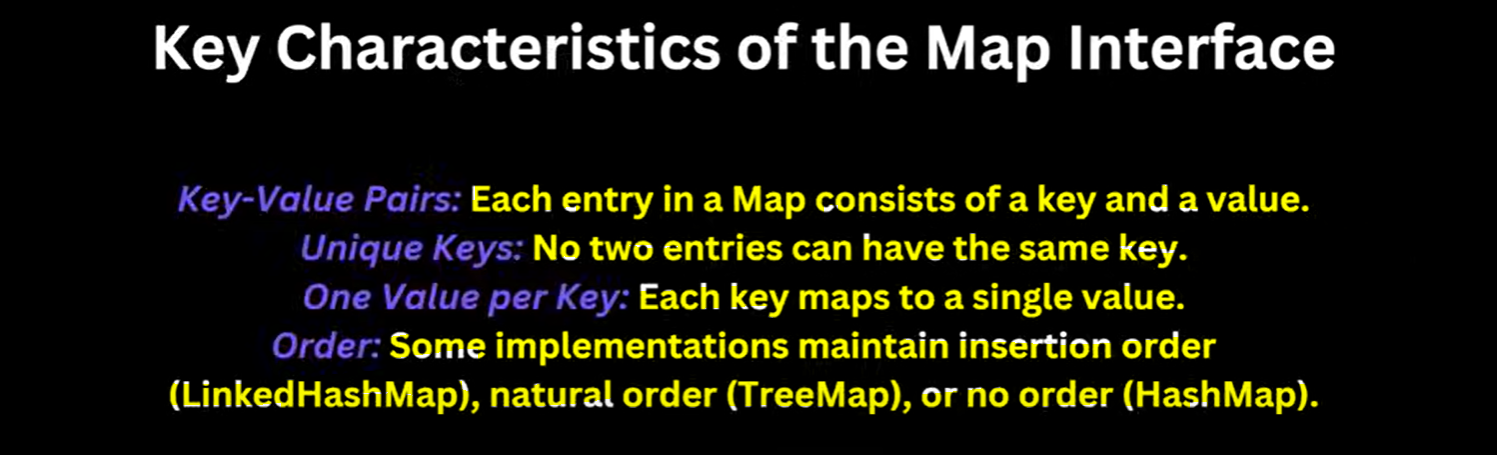 Key Characteristics of the Map Interface
Key-Value Pairs: Each entry in a Map consists of a key and a value.
Unique Keys: No two entries can have the same key.
One Value per Key: Each key maps to a single value.
Order: Some implementations maintain insertion order
(LinkedHashMap), natural order (TreeMap), or no order (HashMap).